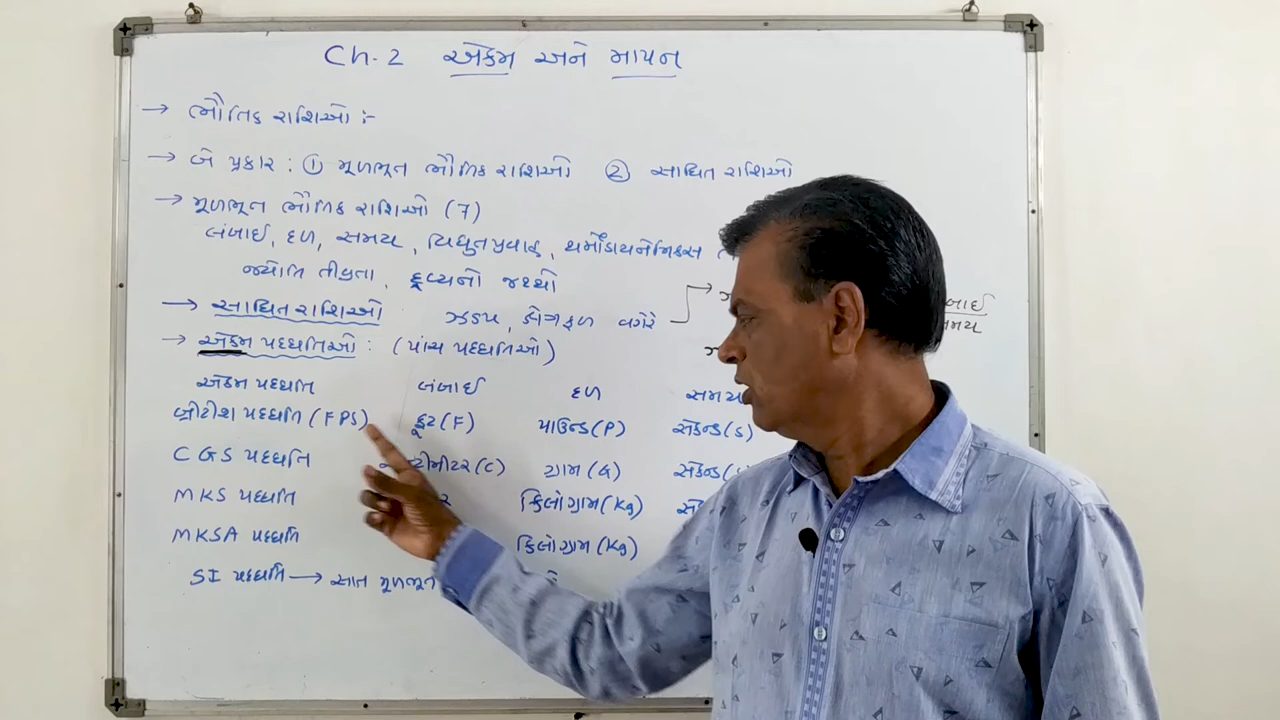 Ch. 2 એકમ અને માપન
→ ભૌતિક રાશિઓ :-
→ બે પ્રકાર : ① મૂળભૂત ભૌતિક રાશિઓ ② સાધિત રાશિઓ
→ મૂળભૂત ભૌતિક રાશિઓ (7)
લંબાઈ, દળ, સમય, વિદ્યુતપ્રવાહ, થર્મોડાયનેમિક્સ
જ્યોતિ તીવ્રતા, દ્રવ્યનો જથ્થો
→ સાધિત રાશિઓ ઝડપ, ક્ષેત્રફળ વગેરે
→ એકમ પદ્ધતિઓ : (પાંચ પદ્ધતિઓ)
એકમ પદ્ધતિ લંબાઈ દળ સમય
બ્રીટીશ પદ્ધતિ (FPS) ફૂટ (F) પાઉન્ડ (P) સેકન્ડ (S)
CGS પદ્ધતિ (C) ગ્રામ (G)
MKS પદ્ધતિ કિલોગ્રામ (Kg)
MKSA પદ્ધતિ કિલોગ્રામ (Kg)
SI પદ્ધતિ → સાત મૂળભૂત